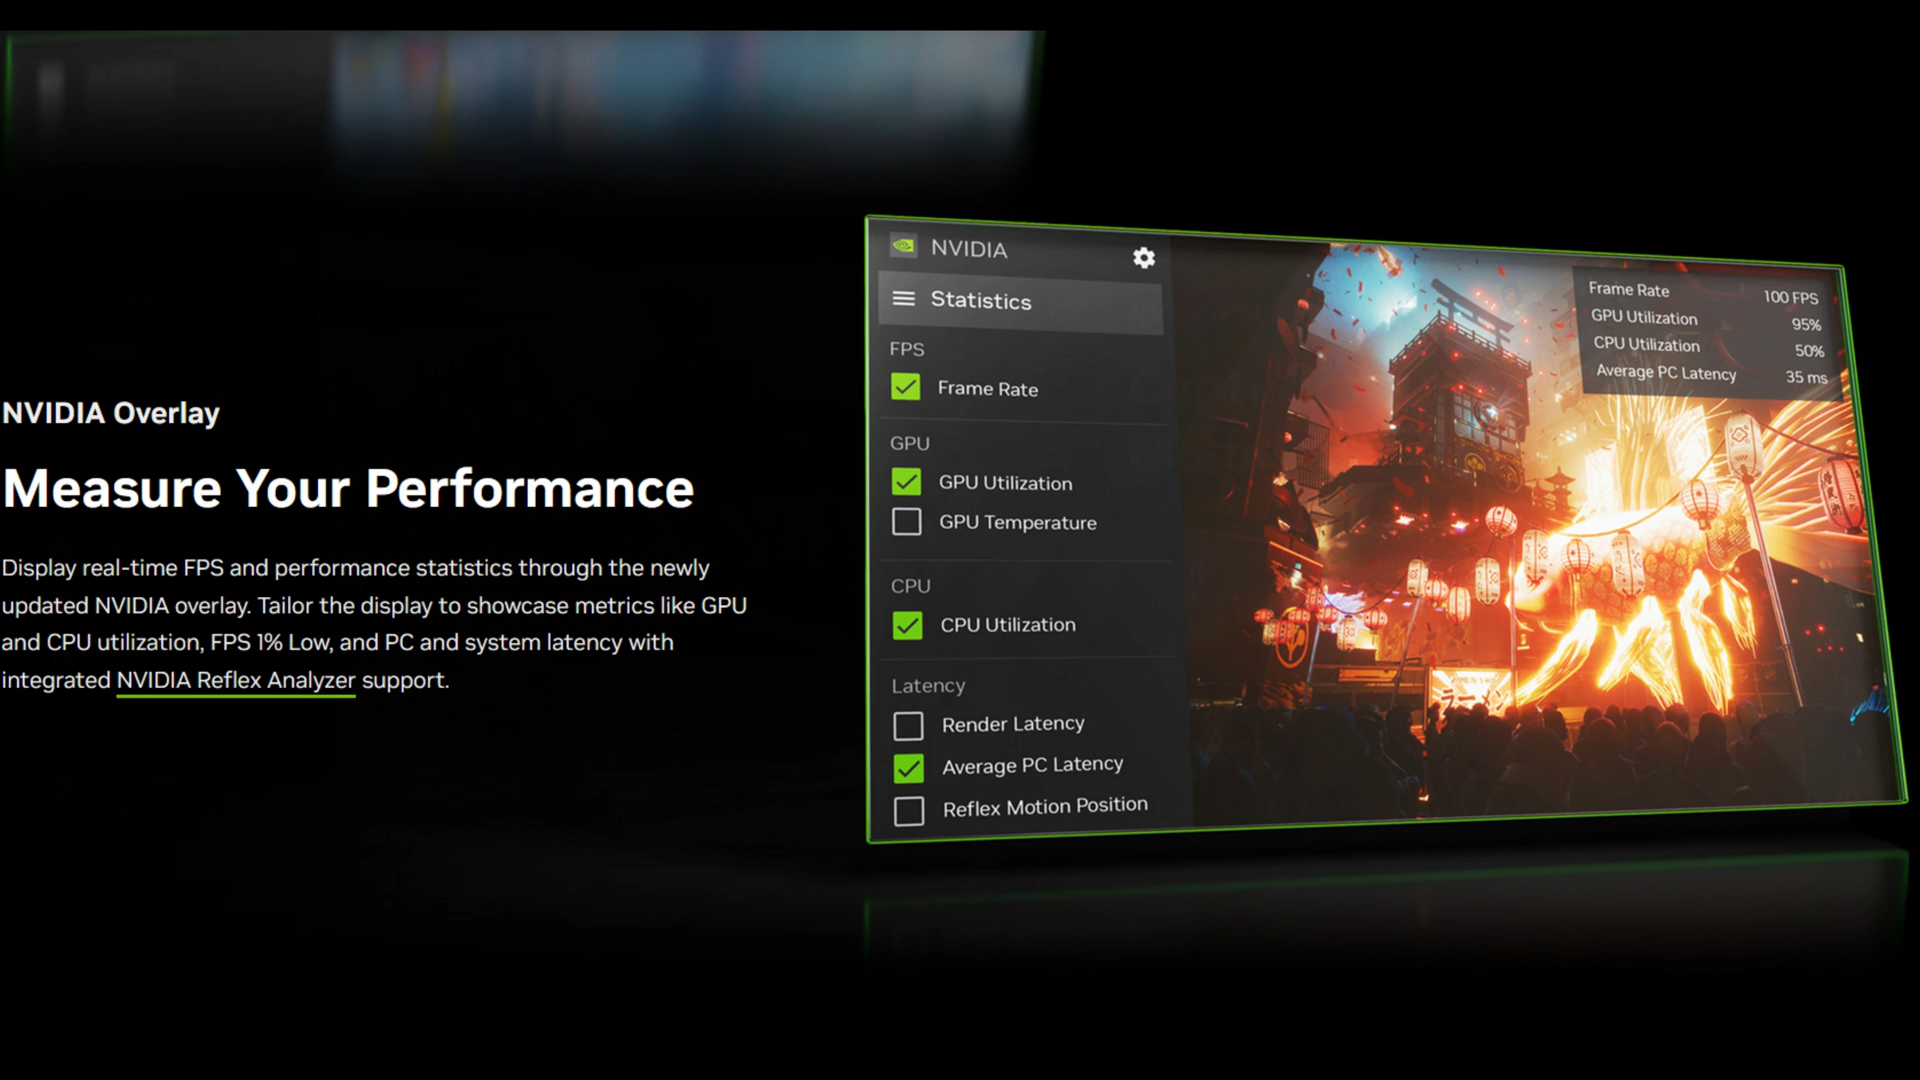 NVIDIA Overlay
Measure Your Performance
Display real-time FPS and performance statistics through the newly
updated NVIDIA overlay. Tailor the display to showcase metrics like GPU
and CPU utilization, FPS 1% Low, and PC and system latency with
integrated NVIDIA Reflex Analyzer support.
NVIDIA
Statistics
FPS
Frame Rate
GPU
GPU Utilization
GPU Temperature
CPU
CPU Utilization
Latency
Render Latency
Average PC Latency
Reflex Motion Position
Frame Rate 100 FPS
GPU Utilization 95%
CPU Utilization 50%
Average PC Latency 35 ms
ラーメン